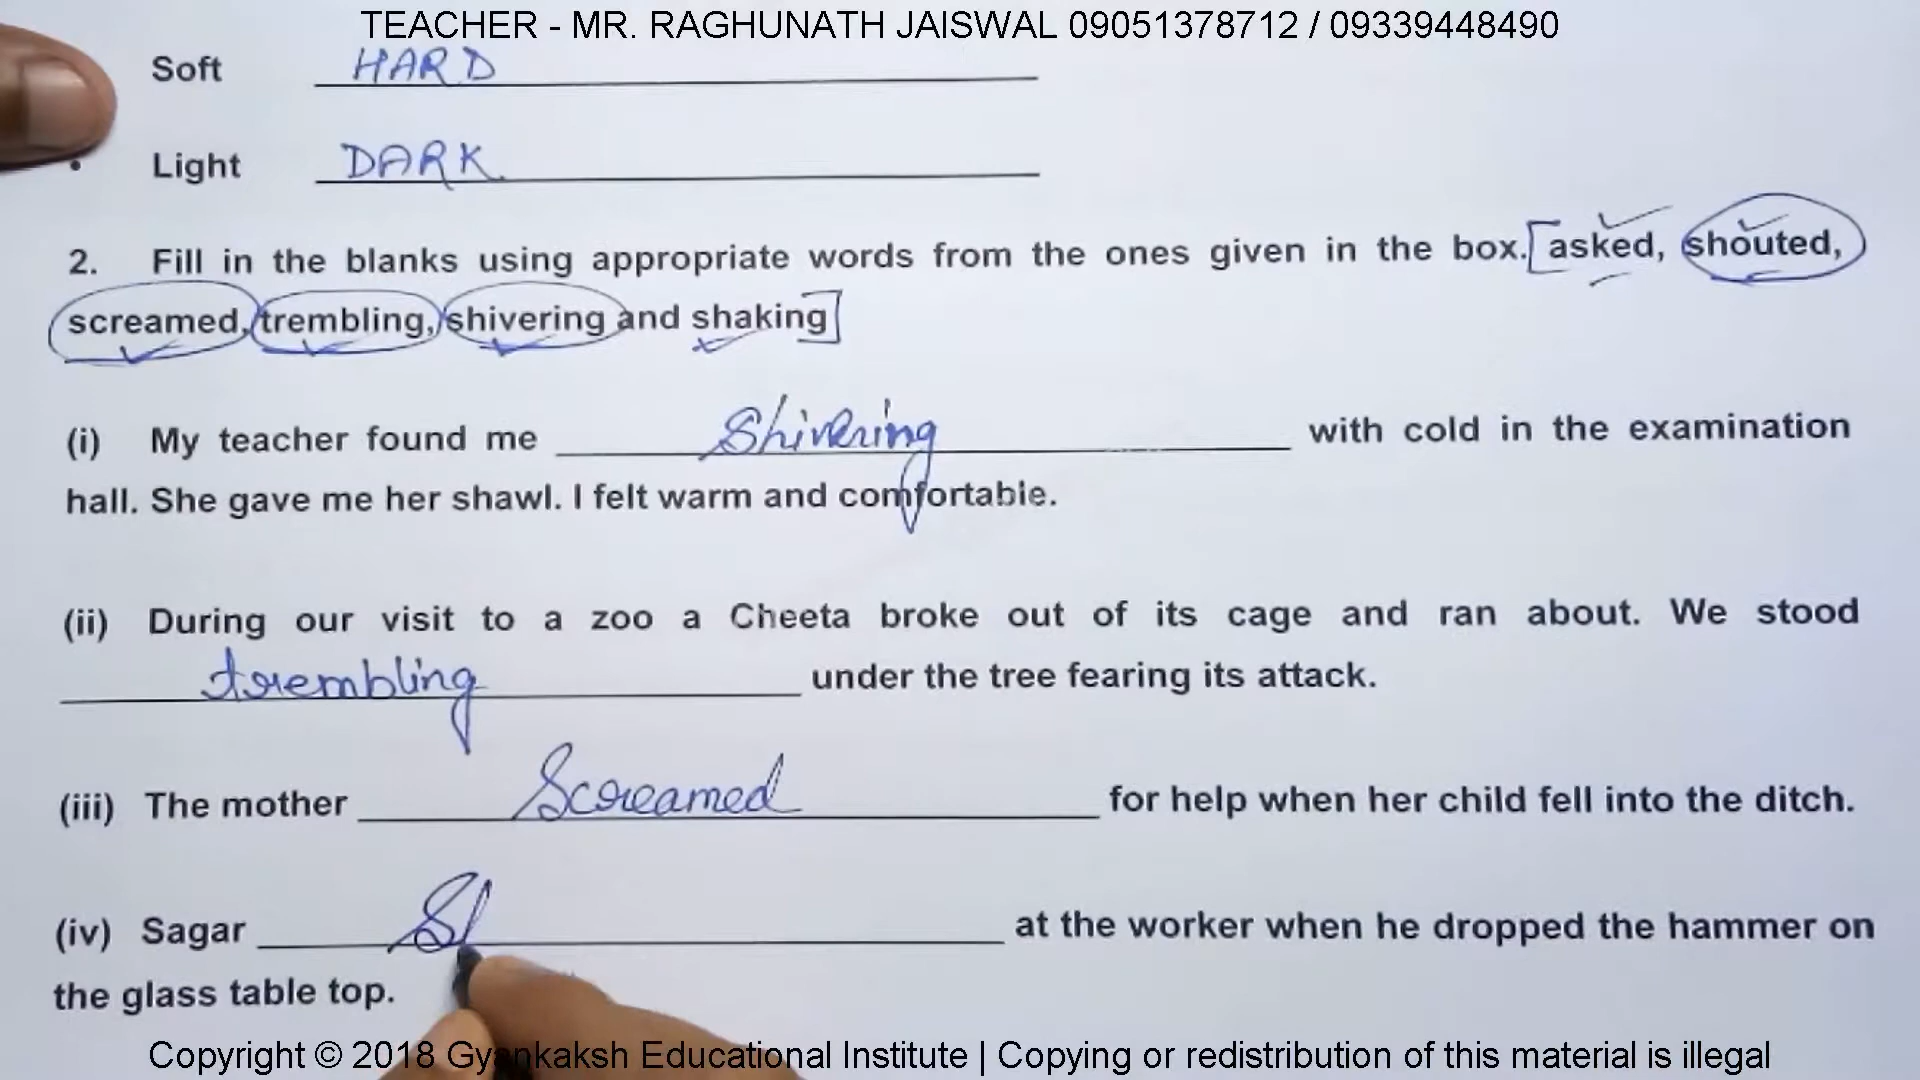 TEACHER - MR. RAGHUNATH JAISWAL 09051378712 / 09339448490
Soft HARD
Light DARK
2. Fill in the blanks using appropriate words from the ones given in the box. [asked, shouted,
screamed, trembling, shivering and shaking]
(i) My teacher found me Shivering with cold in the examination
hall. She gave me her shawl. I felt warm and comfortable.
(ii) During our visit to a zoo a Cheeta broke out of its cage and ran about. We stood
trembling under the tree fearing its attack.
(iii) The mother Screamed for help when her child fell into the ditch.
(iv) Sagar at the worker when he dropped the hammer on
the glass table top.
Copyright © 2018 Gyankaksh Educational Institute | Copying or redistribution of this material is illegal